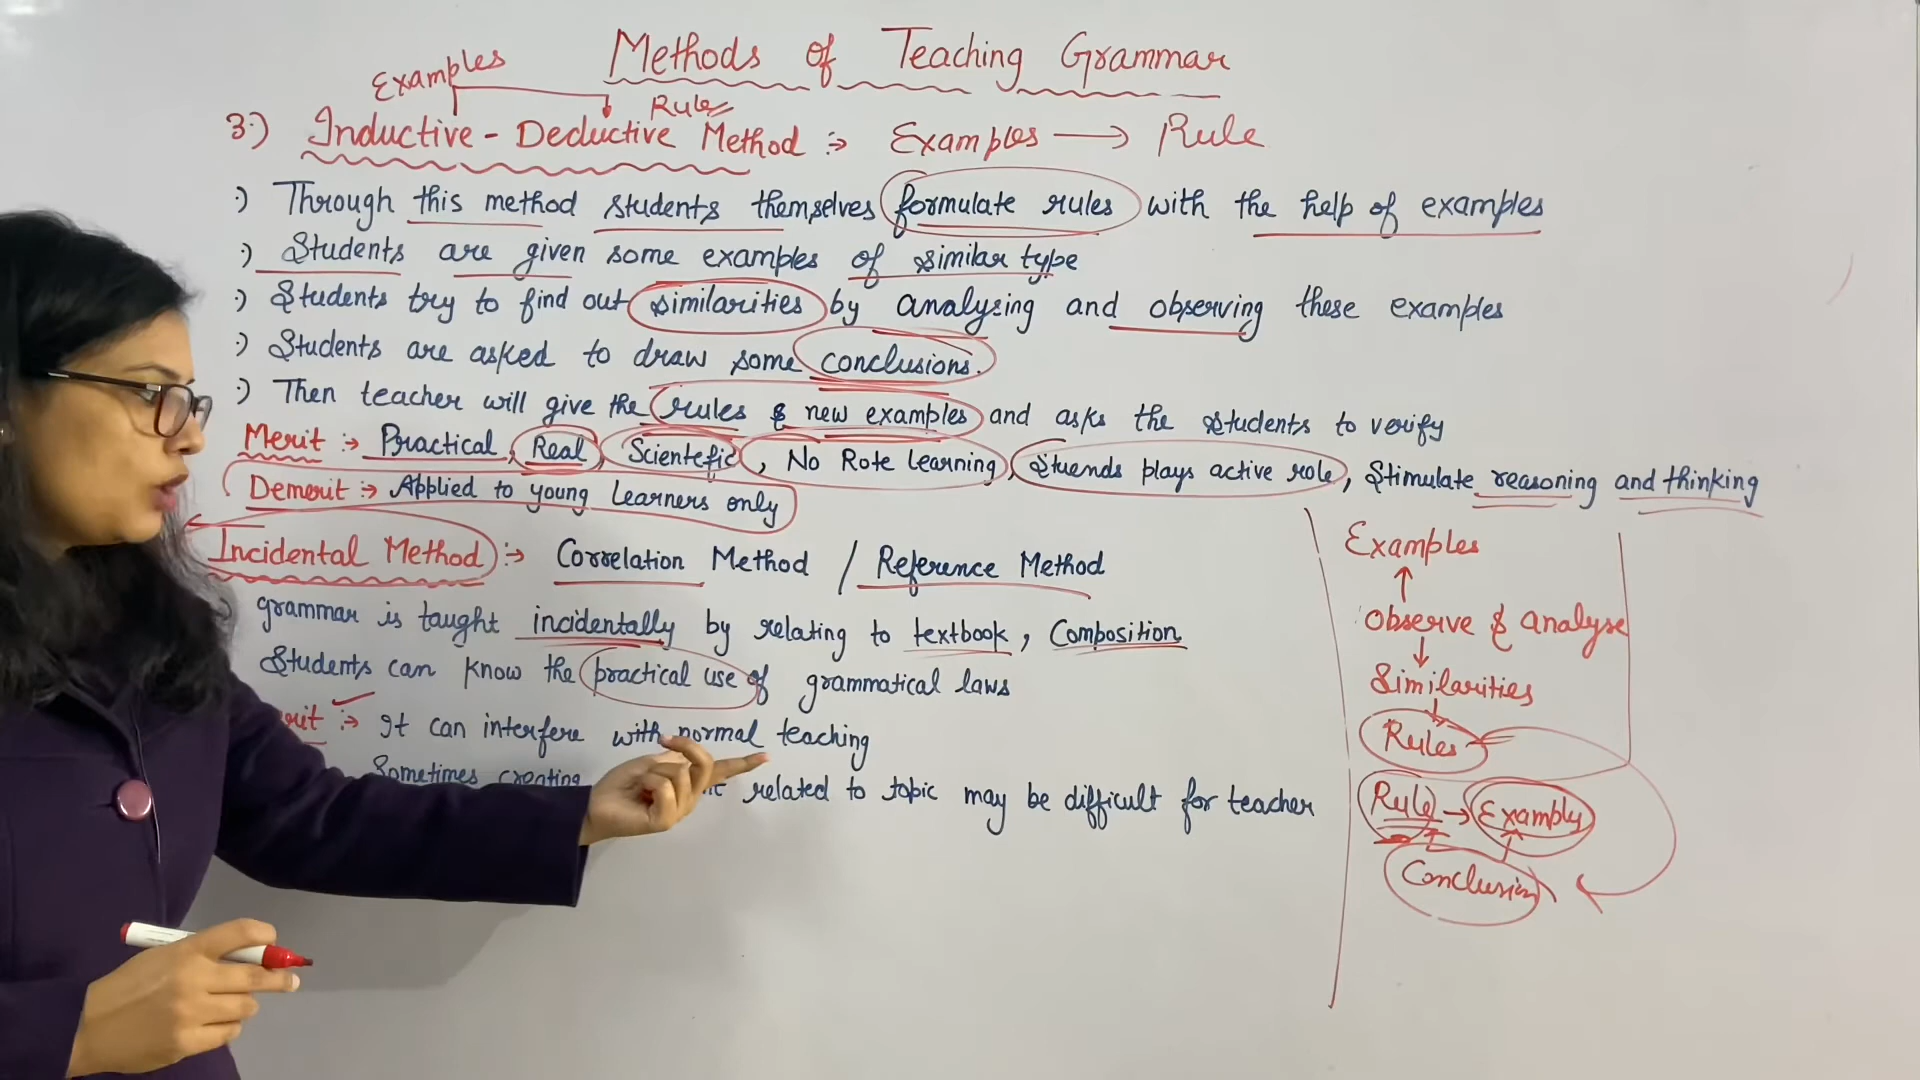 Methods of Teaching Grammar
Examples
Rule
3.) Inductive - Deductive Method :→ Examples → Rule
:) Through this method students themselves formulate rules with the help of examples
:) Students are given some examples of similar type
:) Students try to find out similarities by analysing and observing these examples
:) Students are asked to draw some conclusions.
:) Then teacher will give the rules & new examples and asks the students to verify
Merit :→ Practical, Real, Scientefic, No Rote learning, Stuends plays active role, Stimulate reasoning and thinking
Demerit :→ Applied to young learners only
Incidental Method :→ Correlation Method / Reference Method
grammar is taught incidentally by relating to textbook, Composition
Students can know the practical use of grammatical laws
:→ It can interfere with normal teaching
Sometimes creating related to topic may be difficult for teacher
Examples
↑
Observe & analyse
↓
Similarities
↓
Rules
Rule →
Conclusion